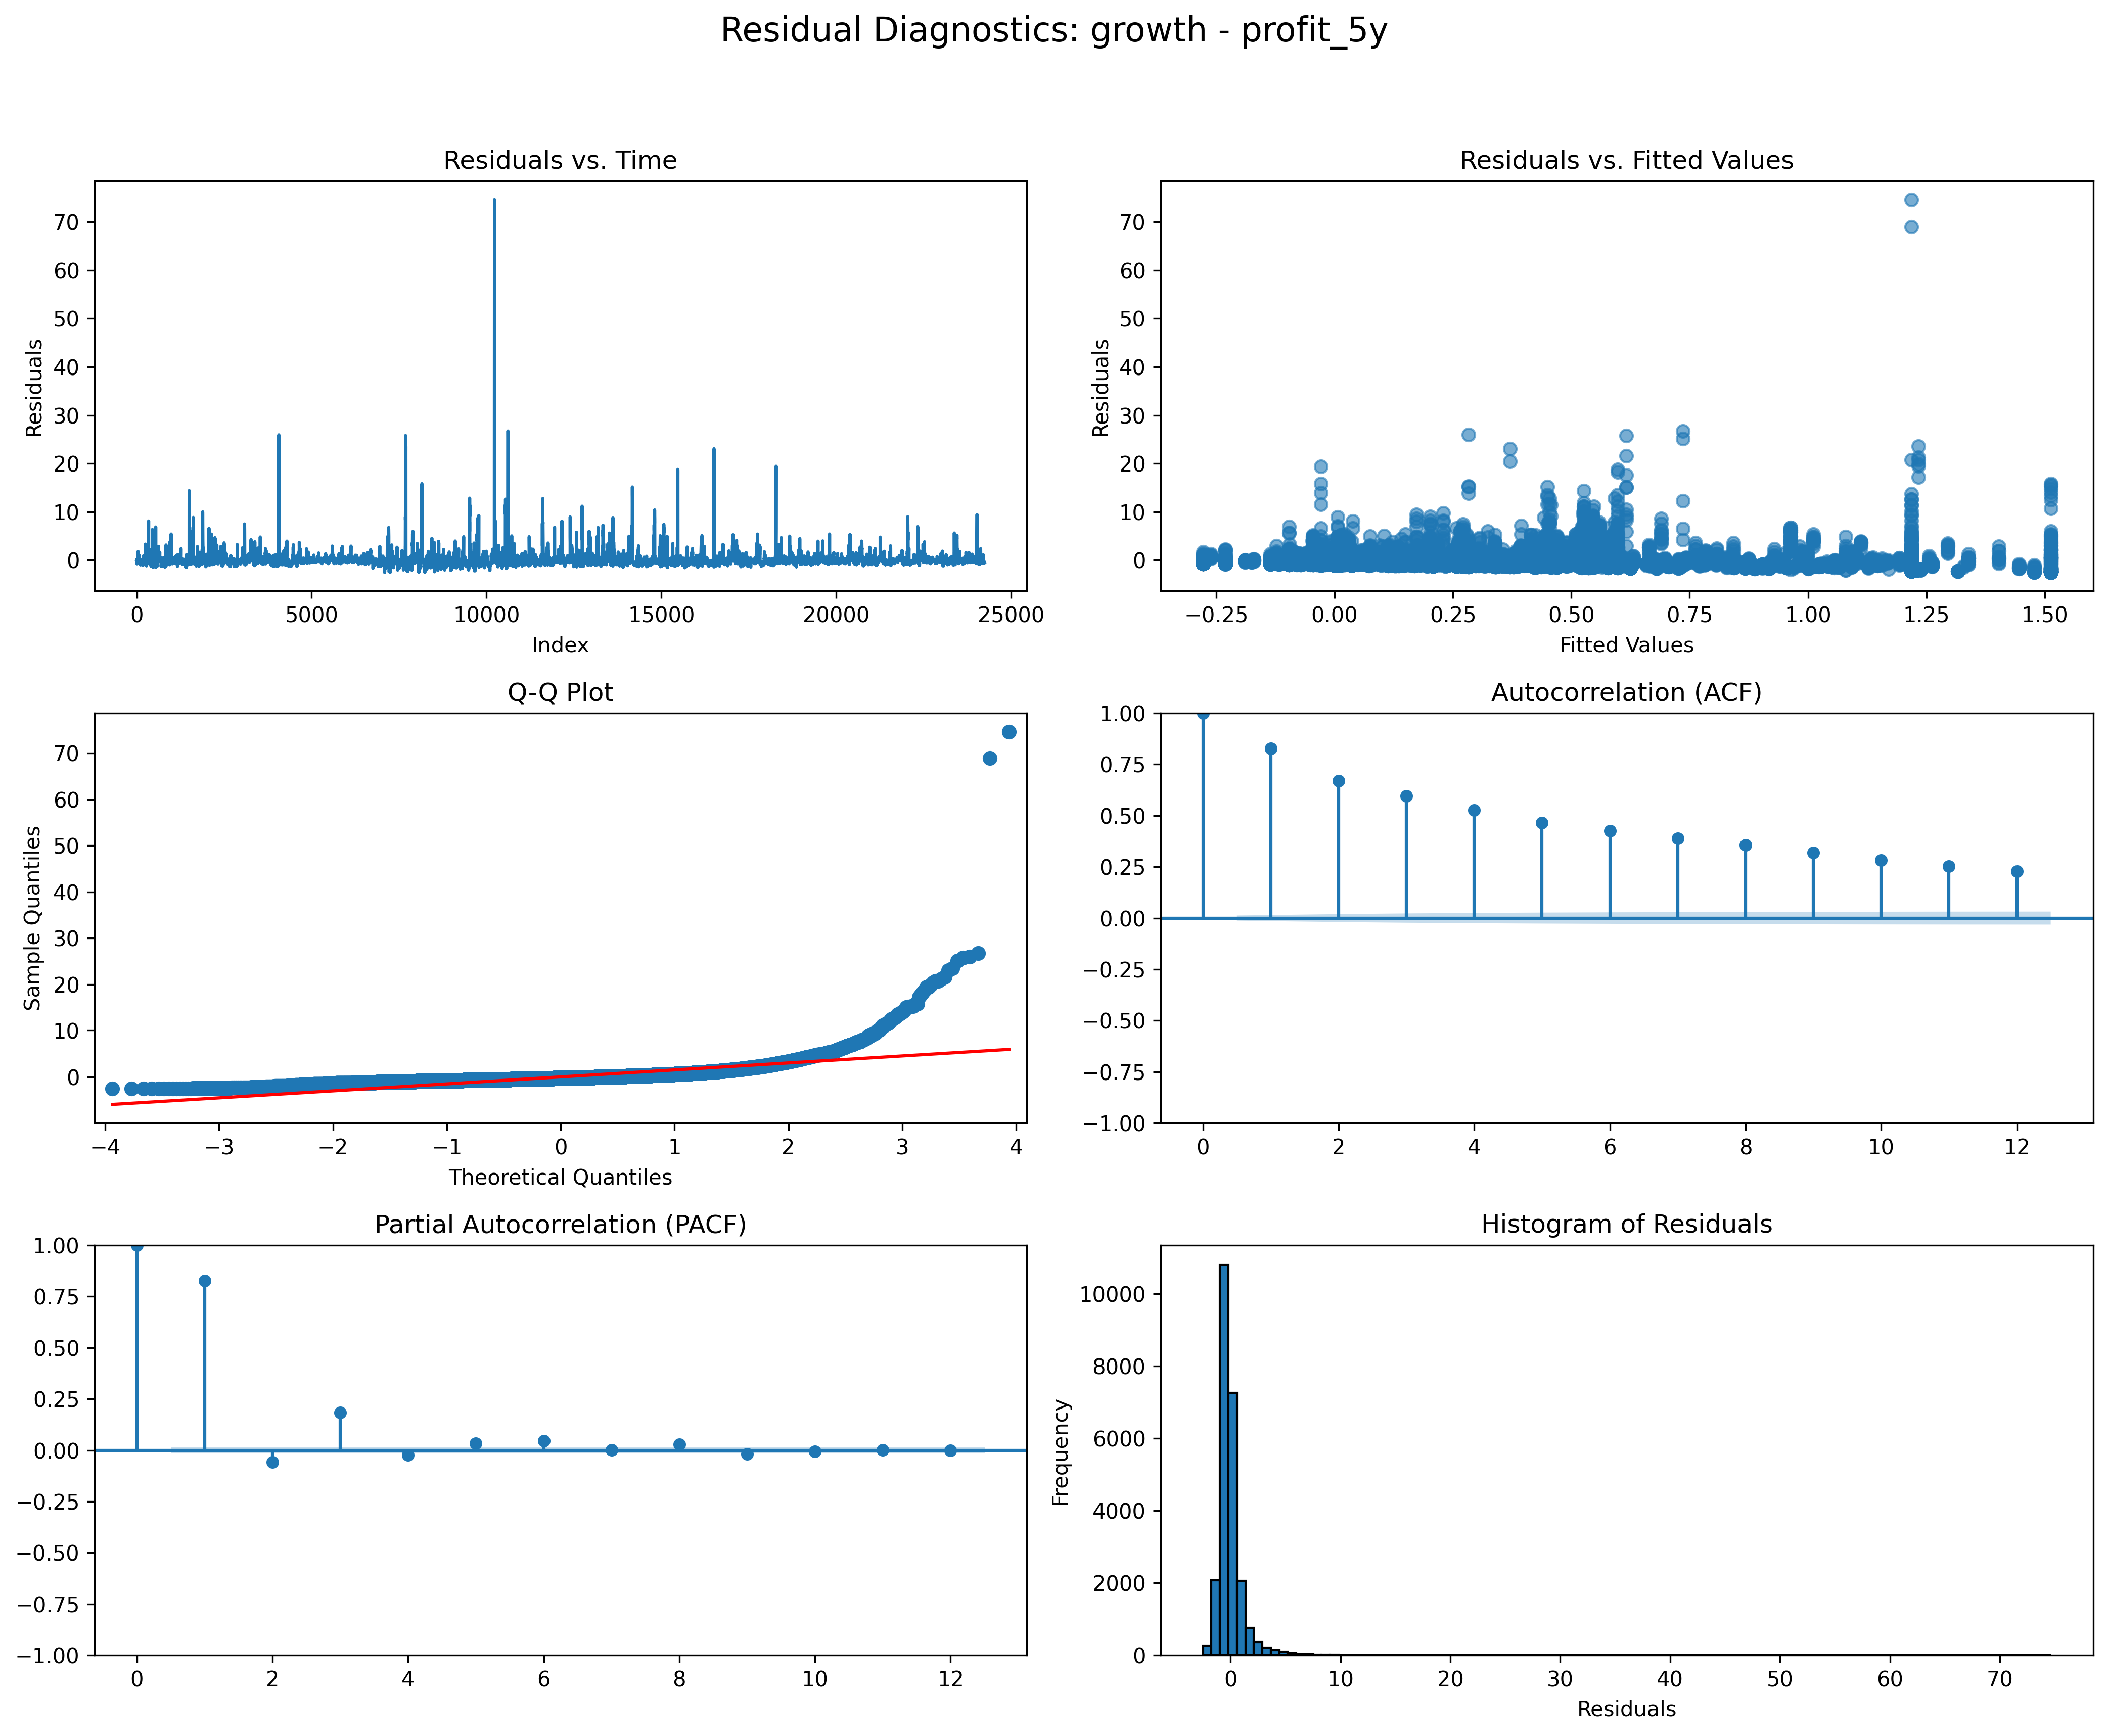 Residual Diagnostics: growth - profit_5y
Residuals vs. Time
Residuals
70
60
50
40
30
20
10
0
0 5000 10000 15000 20000 25000
Index
Residuals vs. Fitted Values
Residuals
70
60
50
40
30
20
10
0
−0.25 0.00 0.25 0.50 0.75 1.00 1.25 1.50
Fitted Values
Q-Q Plot
Sample Quantiles
70
60
50
40
30
20
10
0
−4 −3 −2 −1 0 1 2 3 4
Theoretical Quantiles
Autocorrelation (ACF)
1.00
0.75
0.50
0.25
0.00
−0.25
−0.50
−0.75
−1.00
0 2 4 6 8 10 12
Partial Autocorrelation (PACF)
1.00
0.75
0.50
0.25
0.00
−0.25
−0.50
−0.75
−1.00
0 2 4 6 8 10 12
Histogram of Residuals
Frequency
10000
8000
6000
4000
2000
0
0 10 20 30 40 50 60 70
Residuals